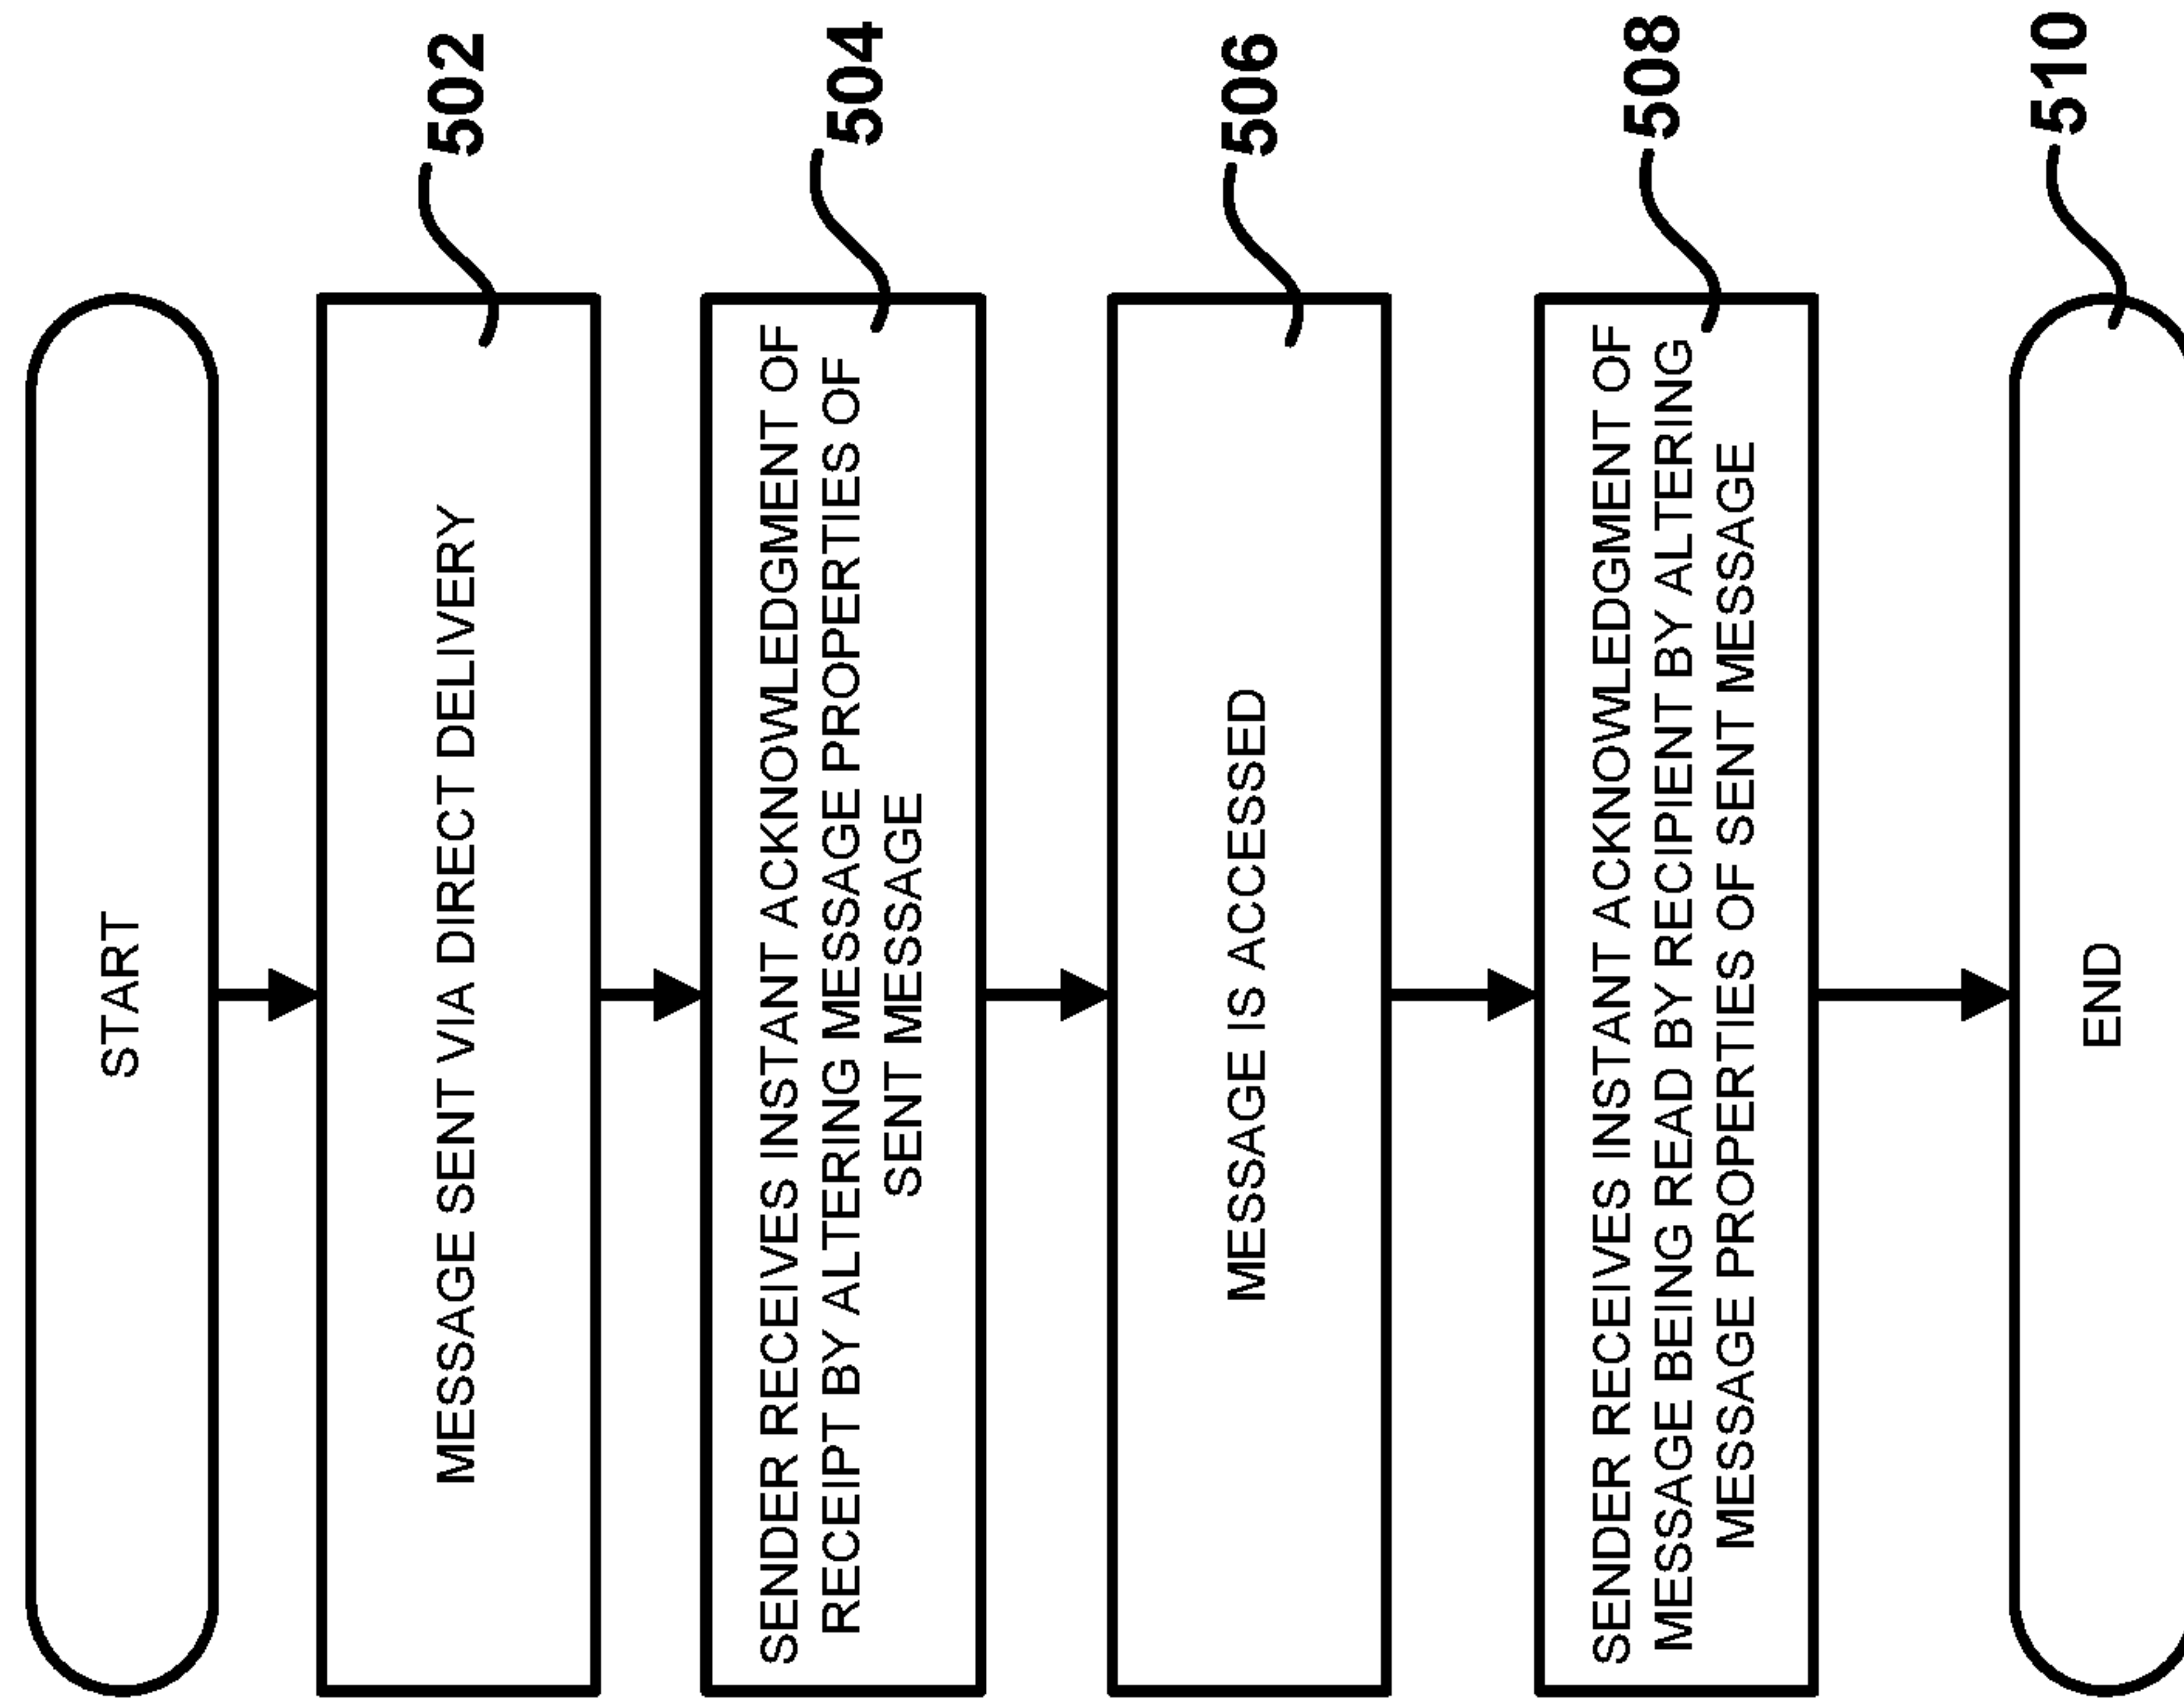 START
MESSAGE SENT VIA DIRECT DELIVERY
502
SENDER RECEIVES INSTANT ACKNOWLEDGMENT OF
RECEIPT BY ALTERING MESSAGE PROPERTIES OF
SENT MESSAGE
504
MESSAGE IS ACCESSED
506
SENDER RECEIVES INSTANT ACKNOWLEDGMENT OF
MESSAGE BEING READ BY RECIPIENT BY ALTERING
MESSAGE PROPERTIES OF SENT MESSAGE
508
END
510